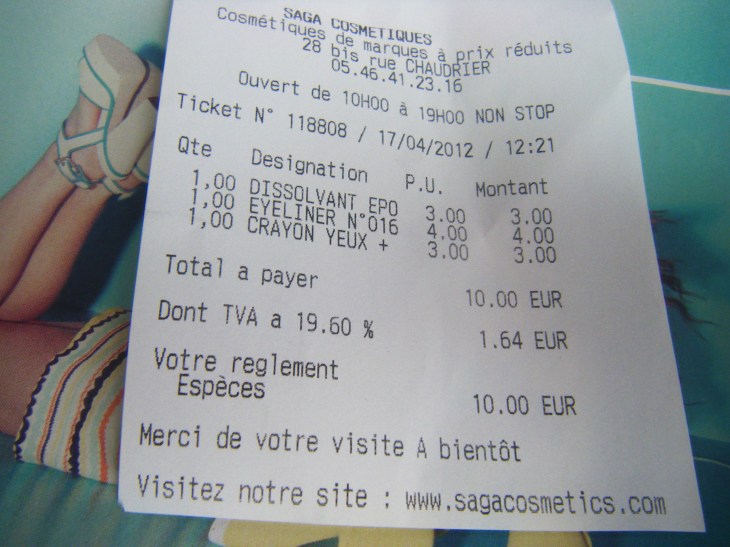 SAGA COSMETIQUES
Cosmétiques de marques à prix réduits
28 bis rue CHAUDRIER
05.46.41.23.16
Ouvert de 10H00 à 19H00 NON STOP
Ticket N° 118808 / 17/04/2012 / 12:21
Qte Designation P.U. Montant
1,00 DISSOLVANT EPO 3.00 3.00
1,00 EYELINER N°016 4.00 4.00
1,00 CRAYON YEUX + 3.00 3.00
Total a payer 10.00 EUR
Dont TVA a 19.60 % 1.64 EUR
Votre reglement
Espèces 10.00 EUR
Merci de votre visite A bientôt
Visitez notre site : www.sagacosmetics.com